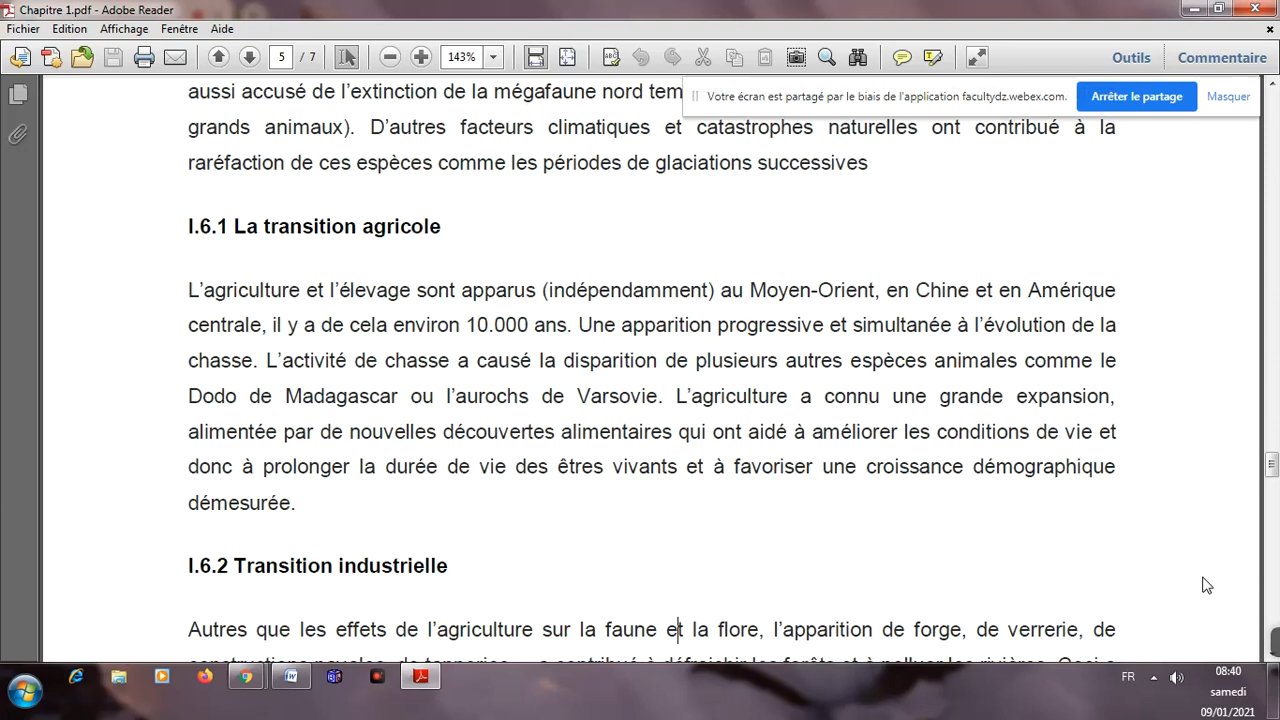 Chapitre 1.pdf - Adobe Reader
Fichier Edition Affichage Fenêtre Aide
5 / 7 143% Outils Commentaire
aussi accusé de l'extinction de la mégafaune nord tem
Votre écran est partagé par le biais de l'application facultydz.webex.com. Arrêter le partage Masquer
grands animaux). D'autres facteurs climatiques et catastrophes naturelles ont contribué à la
raréfaction de ces espèces comme les périodes de glaciations successives
I.6.1 La transition agricole
L'agriculture et l'élevage sont apparus (indépendamment) au Moyen-Orient, en Chine et en Amérique
centrale, il y a de cela environ 10.000 ans. Une apparition progressive et simultanée à l'évolution de la
chasse. L'activité de chasse a causé la disparition de plusieurs autres espèces animales comme le
Dodo de Madagascar ou l'aurochs de Varsovie. L'agriculture a connu une grande expansion,
alimentée par de nouvelles découvertes alimentaires qui ont aidé à améliorer les conditions de vie et
donc à prolonger la durée de vie des êtres vivants et à favoriser une croissance démographique
démesurée.
I.6.2 Transition industrielle
Autres que les effets de l'agriculture sur la faune et la flore, l'apparition de forge, de verrerie, de
contribué à défraichir les forêts et à polluer les rivières. Ceci a
FR 08:40
samedi
09/01/2021